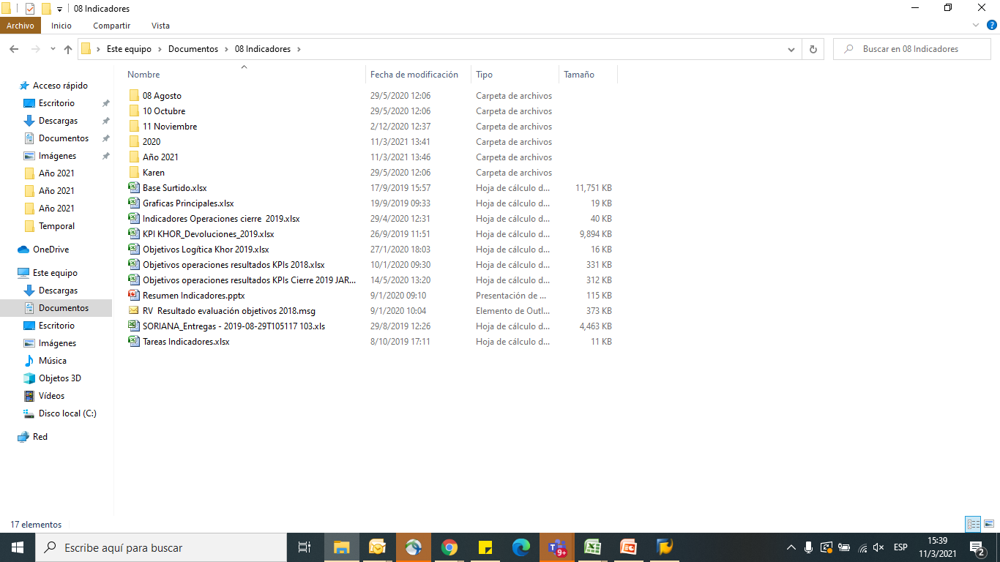 08 Indicadores
Archivo Inicio Compartir Vista
Este equipo Documentos 08 Indicadores Buscar en 08 Indicadores
Nombre Fecha de modificación Tipo Tamaño
Acceso rápido
Escritorio
Descargas
Documentos
Imágenes
Año 2021
Año 2021
Año 2021
Temporal
OneDrive
Este equipo
Descargas
Documentos
Escritorio
Imágenes
Música
Objetos 3D
Vídeos
Disco local (C:)
Red
08 Agosto 29/5/2020 12:06 Carpeta de archivos
10 Octubre 29/5/2020 12:06 Carpeta de archivos
11 Noviembre 2/12/2020 12:37 Carpeta de archivos
2020 11/3/2021 13:41 Carpeta de archivos
Año 2021 11/3/2021 13:46 Carpeta de archivos
Karen 29/5/2020 12:06 Carpeta de archivos
Base Surtido.xlsx 17/9/2019 15:57 Hoja de cálculo d... 11,751 KB
Graficas Principales.xlsx 19/9/2019 09:33 Hoja de cálculo d... 19 KB
Indicadores Operaciones cierre  2019.xlsx 29/4/2020 12:31 Hoja de cálculo d... 40 KB
KPI KHOR_Devoluciones_2019.xlsx 26/9/2019 11:51 Hoja de cálculo d... 9,894 KB
Objetivos Logítica Khor 2019.xlsx 27/1/2020 18:03 Hoja de cálculo d... 16 KB
Objetivos operaciones resultados KPIs 2018.xlsx 10/1/2020 09:30 Hoja de cálculo d... 331 KB
Objetivos operaciones resultados KPIs Cierre 2019 JAR... 14/5/2020 13:20 Hoja de cálculo d... 312 KB
Resumen Indicadores.pptx 9/1/2020 09:10 Presentación de ... 115 KB
RV  Resultado evaluación objetivos 2018.msg 9/1/2020 10:04 Elemento de Outl... 373 KB
SORIANA_Entregas - 2019-08-29T105117 103.xls 29/8/2019 12:26 Hoja de cálculo d... 4,463 KB
Tareas Indicadores.xlsx 8/10/2019 17:11 Hoja de cálculo d... 11 KB
17 elementos
Escribe aquí para buscar
9+
ESP
15:39
11/3/2021
2